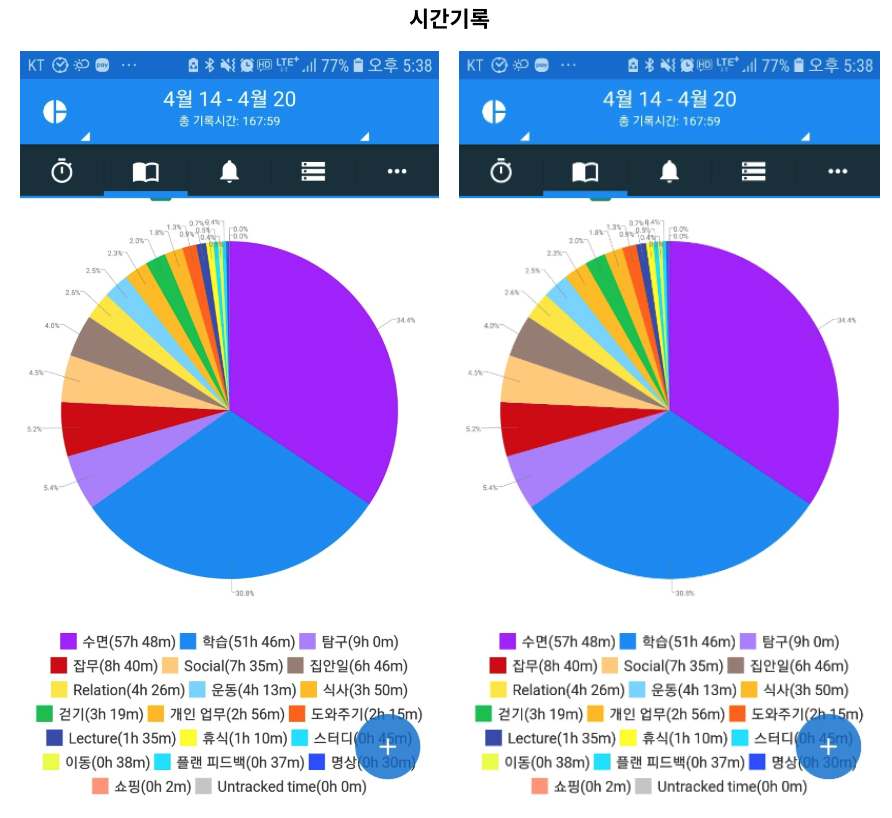 시간기록
KT LTE+ 77% 오후 5:38
4월 14 - 4월 20
총 기록시간: 167:59
0.7% 0.4%
1.3% 0.5% 0.0%
1.8% 0.9% 0.4% 0.0%
2.0%
2.3%
2.5%
2.6%
4.0%
34.4%
4.5%
5.2%
5.4%
30.8%
수면(57h 48m) 학습(51h 46m) 탐구(9h 0m)
잡무(8h 40m) Social(7h 35m) 집안일(6h 46m)
Relation(4h 26m) 운동(4h 13m) 식사(3h 50m)
걷기(3h 19m) 개인 업무(2h 56m) 도와주기(2h 15m)
Lecture(1h 35m) 휴식(1h 10m) 스터디(0h 45m)
이동(0h 38m) 플랜 피드백(0h 37m) 명상(0h 30m)
쇼핑(0h 2m) Untracked time(0h 0m)
KT LTE+ 77% 오후 5:38
4월 14 - 4월 20
총 기록시간: 167:59
0.7% 0.4%
1.3% 0.5% 0.0%
1.8% 0.9% 0.4% 0.0%
2.0%
2.3%
2.5%
2.6%
4.0%
34.4%
4.5%
5.2%
5.4%
30.8%
수면(57h 48m) 학습(51h 46m) 탐구(9h 0m)
잡무(8h 40m) Social(7h 35m) 집안일(6h 46m)
Relation(4h 26m) 운동(4h 13m) 식사(3h 50m)
걷기(3h 19m) 개인 업무(2h 56m) 도와주기(2h 15m)
Lecture(1h 35m) 휴식(1h 10m) 스터디(0h 45m)
이동(0h 38m) 플랜 피드백(0h 37m) 명상(0h 30m)
쇼핑(0h 2m) Untracked time(0h 0m)